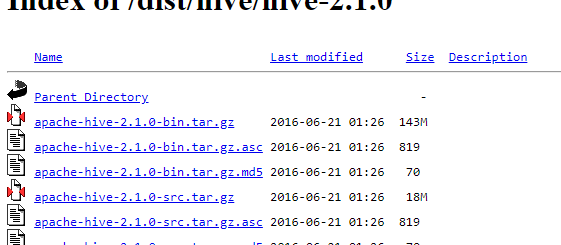 Index of /dist/hive/hive-2.1.0
Name Last modified Size Description
Parent Directory -
apache-hive-2.1.0-bin.tar.gz 2016-06-21 01:26 143M
apache-hive-2.1.0-bin.tar.gz.asc 2016-06-21 01:26 819
apache-hive-2.1.0-bin.tar.gz.md5 2016-06-21 01:26 70
apache-hive-2.1.0-src.tar.gz 2016-06-21 01:26 18M
apache-hive-2.1.0-src.tar.gz.asc 2016-06-21 01:26 819